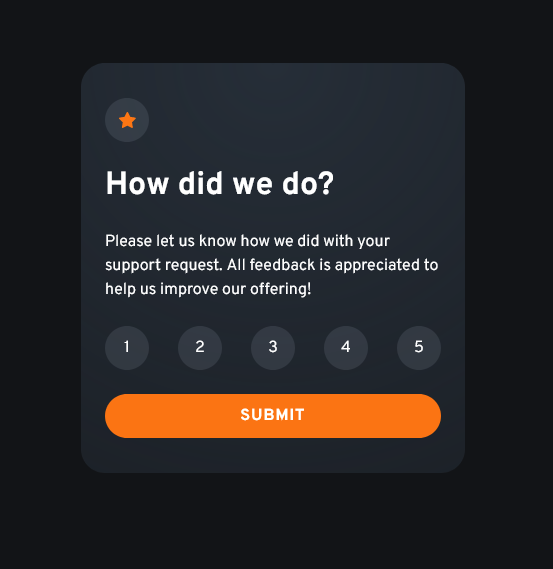 How did we do?
Please let us know how we did with your
support request. All feedback is appreciated to
help us improve our offering!
1 2 3 4 5
SUBMIT